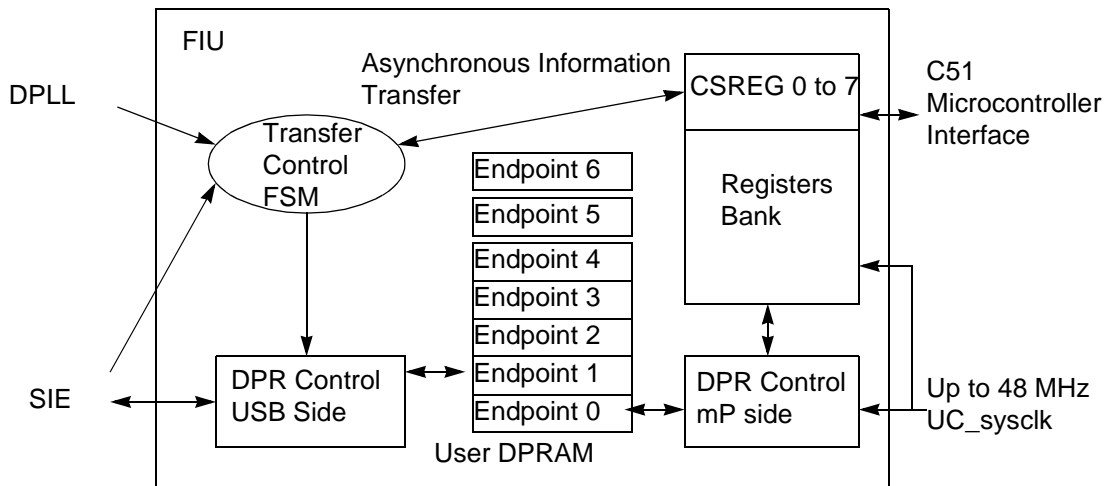 FIU
DPLL
Asynchronous Information
Transfer
CSREG 0 to 7
C51
Microcontroller
Interface
Transfer
Control
FSM
Endpoint 6
Endpoint 5
Endpoint 4
Endpoint 3
Endpoint 2
Endpoint 1
Endpoint 0
User DPRAM
Registers
Bank
SIE
DPR Control
USB Side
DPR Control
mP side
Up to 48 MHz
UC_sysclk